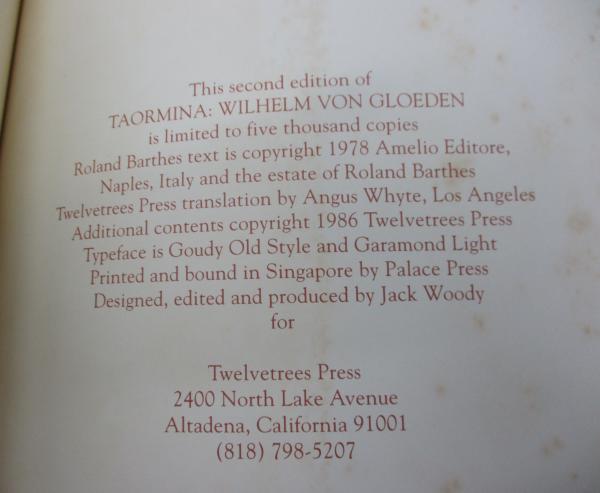 This second edition of
TAORMINA: WILHELM VON GLOEDEN
is limited to five thousand copies
Roland Barthes text is copyright 1978 Amelio Editore,
Naples, Italy and the estate of Roland Barthes
Twelvetrees Press translation by Angus Whyte, Los Angeles
Additional contents copyright 1986 Twelvetrees Press
Typeface is Goudy Old Style and Garamond Light
Printed and bound in Singapore by Palace Press
Designed, edited and produced by Jack Woody
for
Twelvetrees Press
2400 North Lake Avenue
Altadena, California 91001
(818) 798-5207